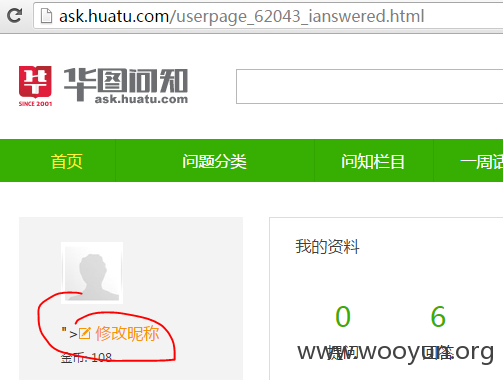 ask.huatu.com/userpage_62043_ianswered.html
华图 华图问知
SINCE 2001 ask.huatu.com
首页 问题分类 问知栏目 一周话
我的资料
0 6
">修改昵称
提问 回答
www.wooyun.org
金币: 108